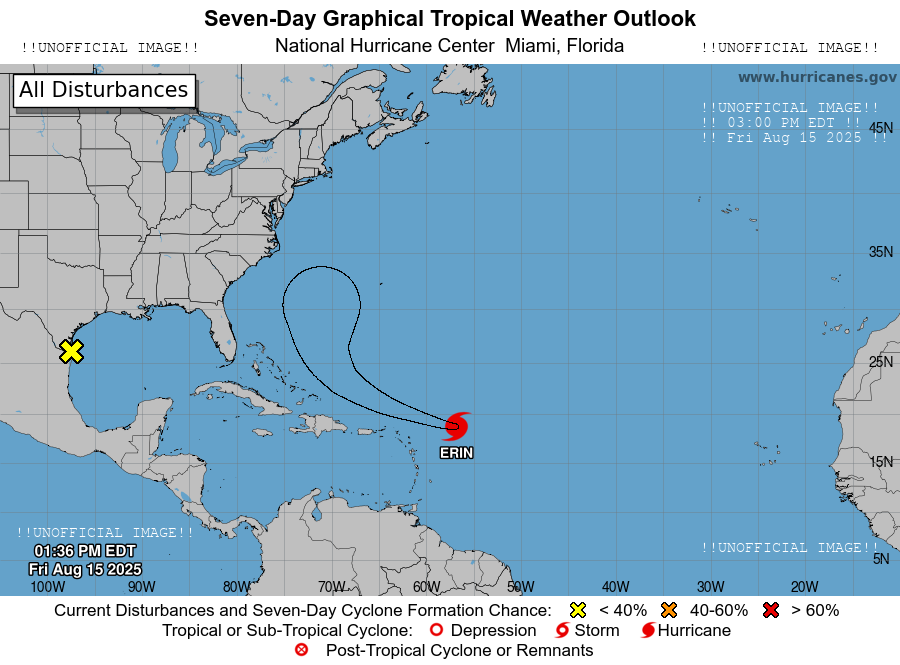 Seven-Day Graphical Tropical Weather Outlook
!!UNOFFICIAL IMAGE!!
National Hurricane Center  Miami, Florida
!!UNOFFICIAL IMAGE!!
All Disturbances
www.hurricanes.gov
!!UNOFFICIAL IMAGE!!
!! 03:00 PM EDT !!
!! Fri Aug 15 2025 !!
45N
35N
25N
ERIN
15N
!!UNOFFICIAL IMAGE!!
01:36 PM EDT
Fri Aug 15 2025
!!UNOFFICIAL IMAGE!!
5N
100W 90W 80W 70W 60W 50W 40W 30W 20W
Current Disturbances and Seven-Day Cyclone Formation Chance: < 40% 40-60% > 60%
Tropical or Sub-Tropical Cyclone: Depression Storm Hurricane
Post-Tropical Cyclone or Remnants